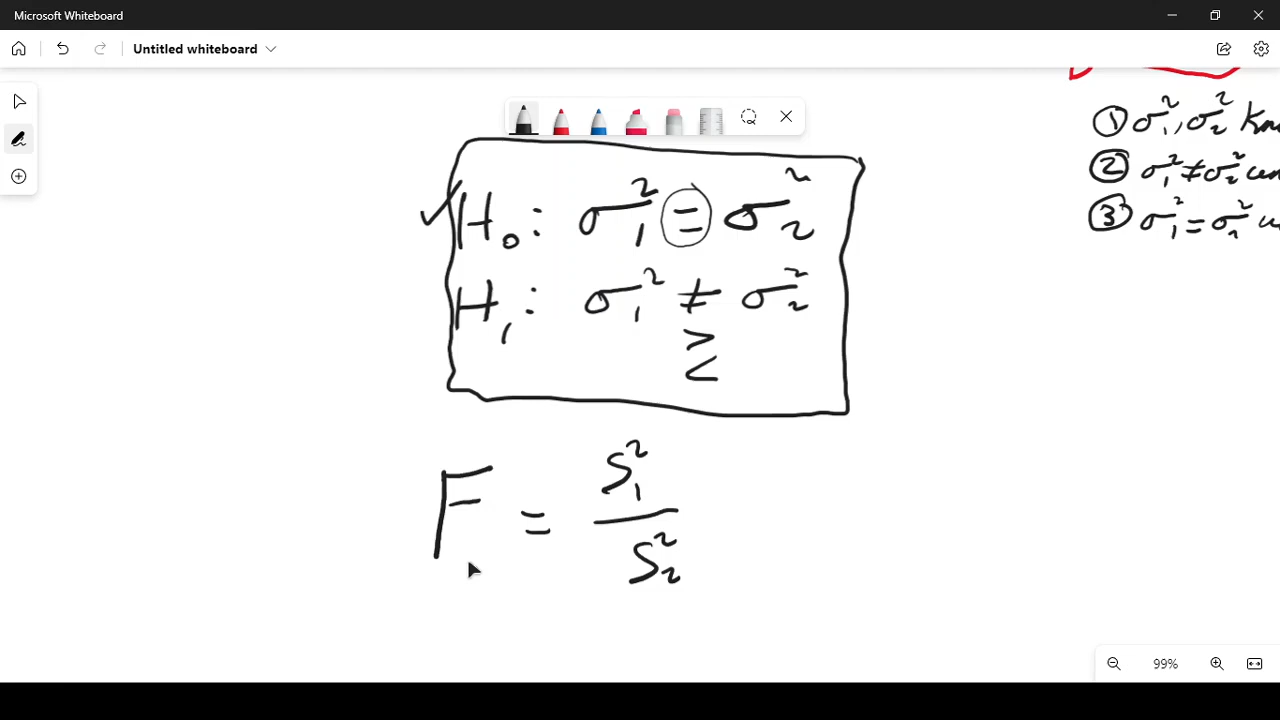 Microsoft Whiteboard
Untitled whiteboard
① σ₁², σ₂²
② σ₁² ≠ σ₂²
③ σ₁² = σ₂²
H₀: σ₁² = σ₂²
H₁: σ₁² ≠ σ₂²
>
<
F = S₁² / S₂²
99%